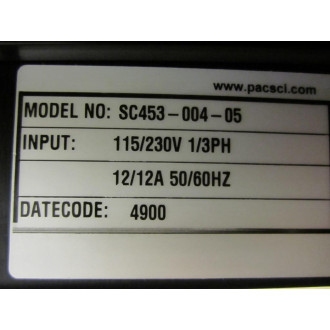 www.pacsci.com
MODEL NO: SC453-004-05
INPUT: 115/230V 1/3PH
12/12A 50/60HZ
DATECODE: 4900